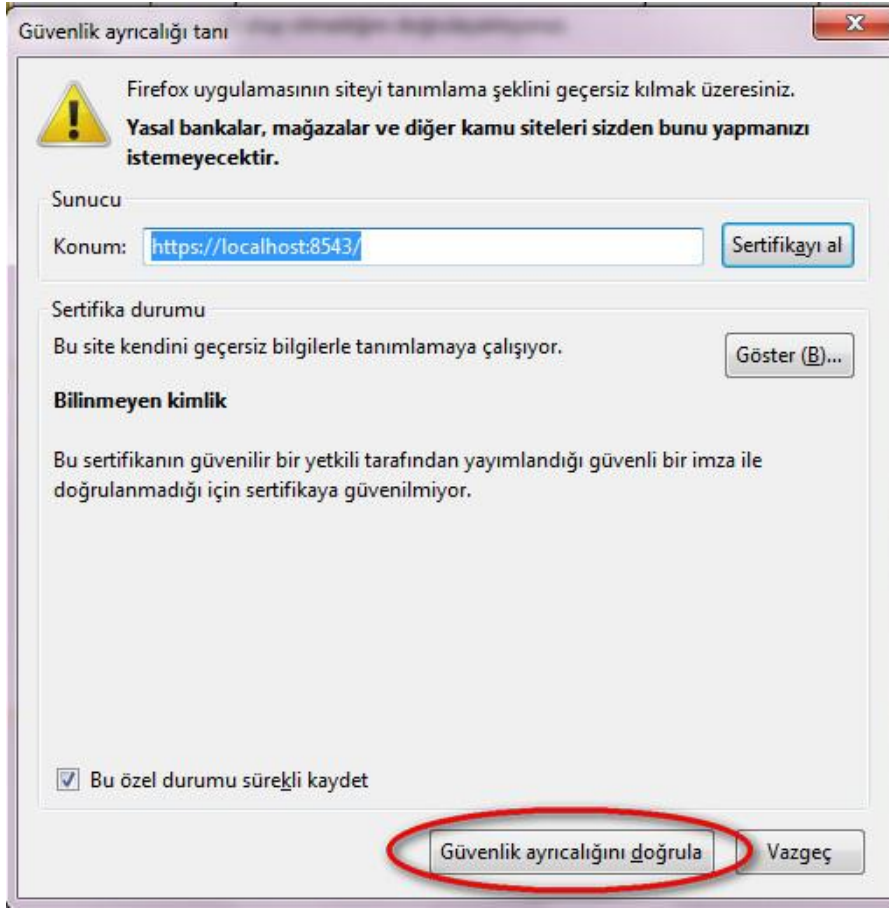 Güvenlik ayrıcalığı tanı
Firefox uygulamasının siteyi tanımlama şeklini geçersiz kılmak üzeresiniz.
Yasal bankalar, mağazalar ve diğer kamu siteleri sizden bunu yapmanızı
istemeyecektir.
Sunucu
Konum: https://localhost:8543/ Sertifikayı al
Sertifika durumu
Bu site kendini geçersiz bilgilerle tanımlamaya çalışıyor. Göster (B)...
Bilinmeyen kimlik
Bu sertifikanın güvenilir bir yetkili tarafından yayımlandığı güvenli bir imza ile
doğrulanmadığı için sertifikaya güvenilmiyor.
Bu özel durumu sürekli kaydet
Güvenlik ayrıcalığını doğrula Vazgeç